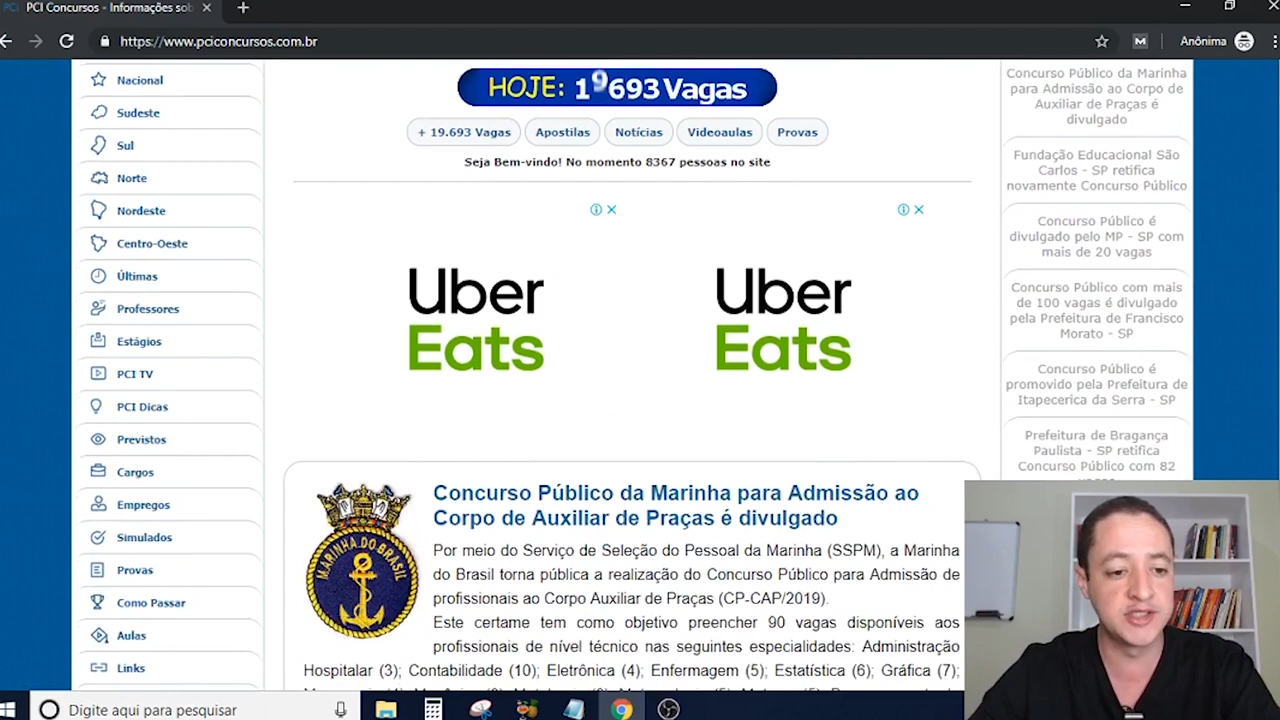 PCI Concursos - Informações sob
https://www.pciconcursos.com.br
Anônima
Nacional
Sudeste
Sul
Norte
Nordeste
Centro-Oeste
Últimas
Professores
Estágios
PCI TV
PCI Dicas
Previstos
Cargos
Empregos
Simulados
Provas
Como Passar
Aulas
Links
HOJE: 19693 Vagas
+ 19.693 Vagas
Apostilas
Notícias
Videoaulas
Provas
Seja Bem-vindo! No momento 8367 pessoas no site
Uber
Eats
Uber
Eats
MARINHA DO BRASIL
Concurso Público da Marinha para Admissão ao
Corpo de Auxiliar de Praças é divulgado
Por meio do Serviço de Seleção do Pessoal da Marinha (SSPM), a Marinha
do Brasil torna pública a realização do Concurso Público para Admissão de
profissionais ao Corpo Auxiliar de Praças (CP-CAP/2019).
Este certame tem como objetivo preencher 90 vagas disponíveis aos
profissionais de nível técnico nas seguintes especialidades: Administração
Hospitalar (3); Contabilidade (10); Eletrônica (4); Enfermagem (5); Estatística (6); Gráfica (7);
Concurso Público da Marinha
para Admissão ao Corpo de
Auxiliar de Praças é
divulgado
Fundação Educacional São
Carlos - SP retifica
novamente Concurso Público
Concurso Público é
divulgado pelo MP - SP com
mais de 20 vagas
Concurso Público com mais
de 100 vagas é divulgado
pela Prefeitura de Francisco
Morato - SP
Concurso Público é
promovido pela Prefeitura de
Itapecerica da Serra - SP
Prefeitura de Bragança
Paulista - SP retifica
Concurso Público com 82
Digite aqui para pesquisar